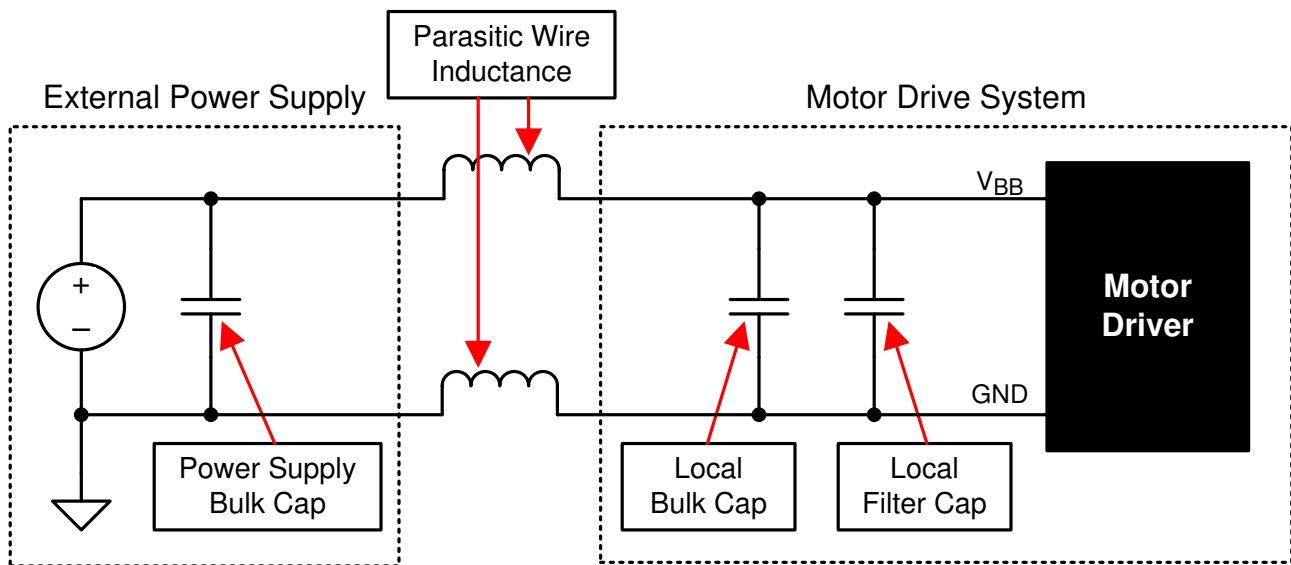 Parasitic Wire
Inductance
External Power Supply
Motor Drive System
VBB
+
–
Motor
Driver
GND
Power Supply
Bulk Cap
Local
Bulk Cap
Local
Filter Cap